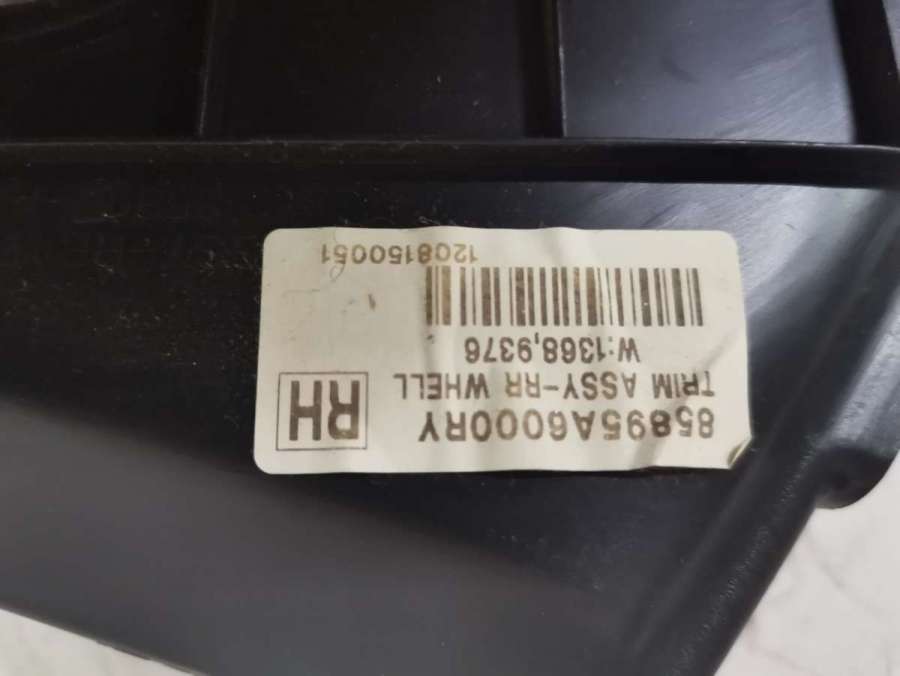 85895A6000RY
TRIM ASSY-RR WHELL
RH
W:1368,9376
1208150051